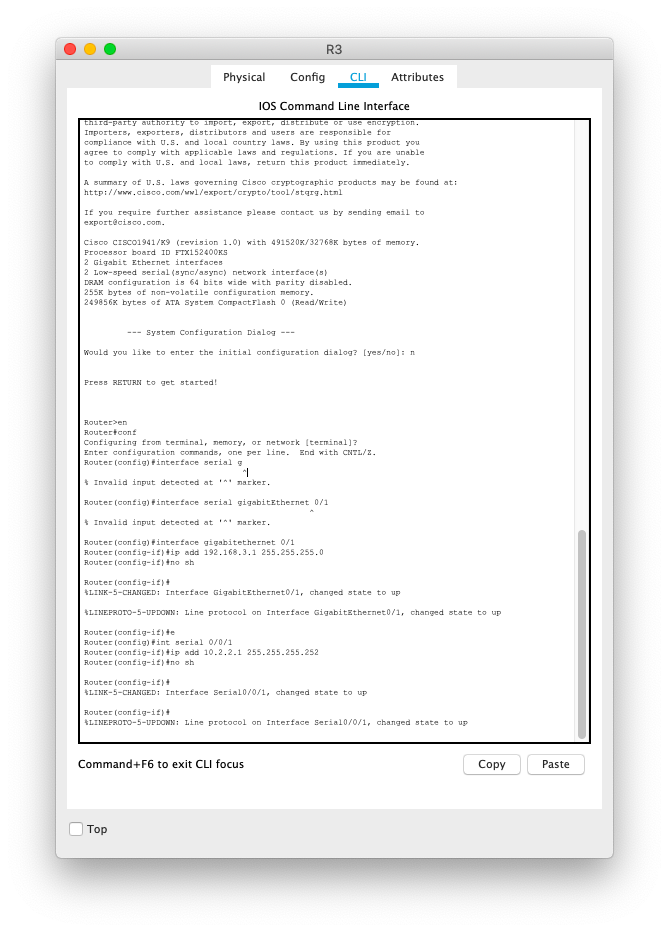 R3
Physical Config CLI Attributes
IOS Command Line Interface
third-party authority to import, export, distribute or use encryption.
Importers, exporters, distributors and users are responsible for
compliance with U.S. and local country laws. By using this product you
agree to comply with applicable laws and regulations. If you are unable
to comply with U.S. and local laws, return this product immediately.
A summary of U.S. laws governing Cisco cryptographic products may be found at:
http://www.cisco.com/wwl/export/crypto/tool/stqrg.html
If you require further assistance please contact us by sending email to
export@cisco.com.
Cisco CISCO1941/K9 (revision 1.0) with 491520K/32768K bytes of memory.
Processor board ID FTX152400KS
2 Gigabit Ethernet interfaces
2 Low-speed serial(sync/async) network interface(s)
DRAM configuration is 64 bits wide with parity disabled.
255K bytes of non-volatile configuration memory.
249856K bytes of ATA System CompactFlash 0 (Read/Write)
--- System Configuration Dialog ---
Would you like to enter the initial configuration dialog? [yes/no]: n
Press RETURN to get started!
Router>en
Router#conf
Configuring from terminal, memory, or network [terminal]?
Enter configuration commands, one per line.  End with CNTL/Z.
Router(config)#interface serial g
^
% Invalid input detected at '^' marker.
Router(config)#interface serial gigabitEthernet 0/1
^
% Invalid input detected at '^' marker.
Router(config)#interface gigabitethernet 0/1
Router(config-if)#ip add 192.168.3.1 255.255.255.0
Router(config-if)#no sh
Router(config-if)#
%LINK-5-CHANGED: Interface GigabitEthernet0/1, changed state to up
%LINEPROTO-5-UPDOWN: Line protocol on Interface GigabitEthernet0/1, changed state to up
Router(config-if)#e
Router(config)#int serial 0/0/1
Router(config-if)#ip add 10.2.2.1 255.255.255.252
Router(config-if)#no sh
Router(config-if)#
%LINK-5-CHANGED: Interface Serial0/0/1, changed state to up
Router(config-if)#
%LINEPROTO-5-UPDOWN: Line protocol on Interface Serial0/0/1, changed state to up
Command+F6 to exit CLI focus
Copy Paste
Top